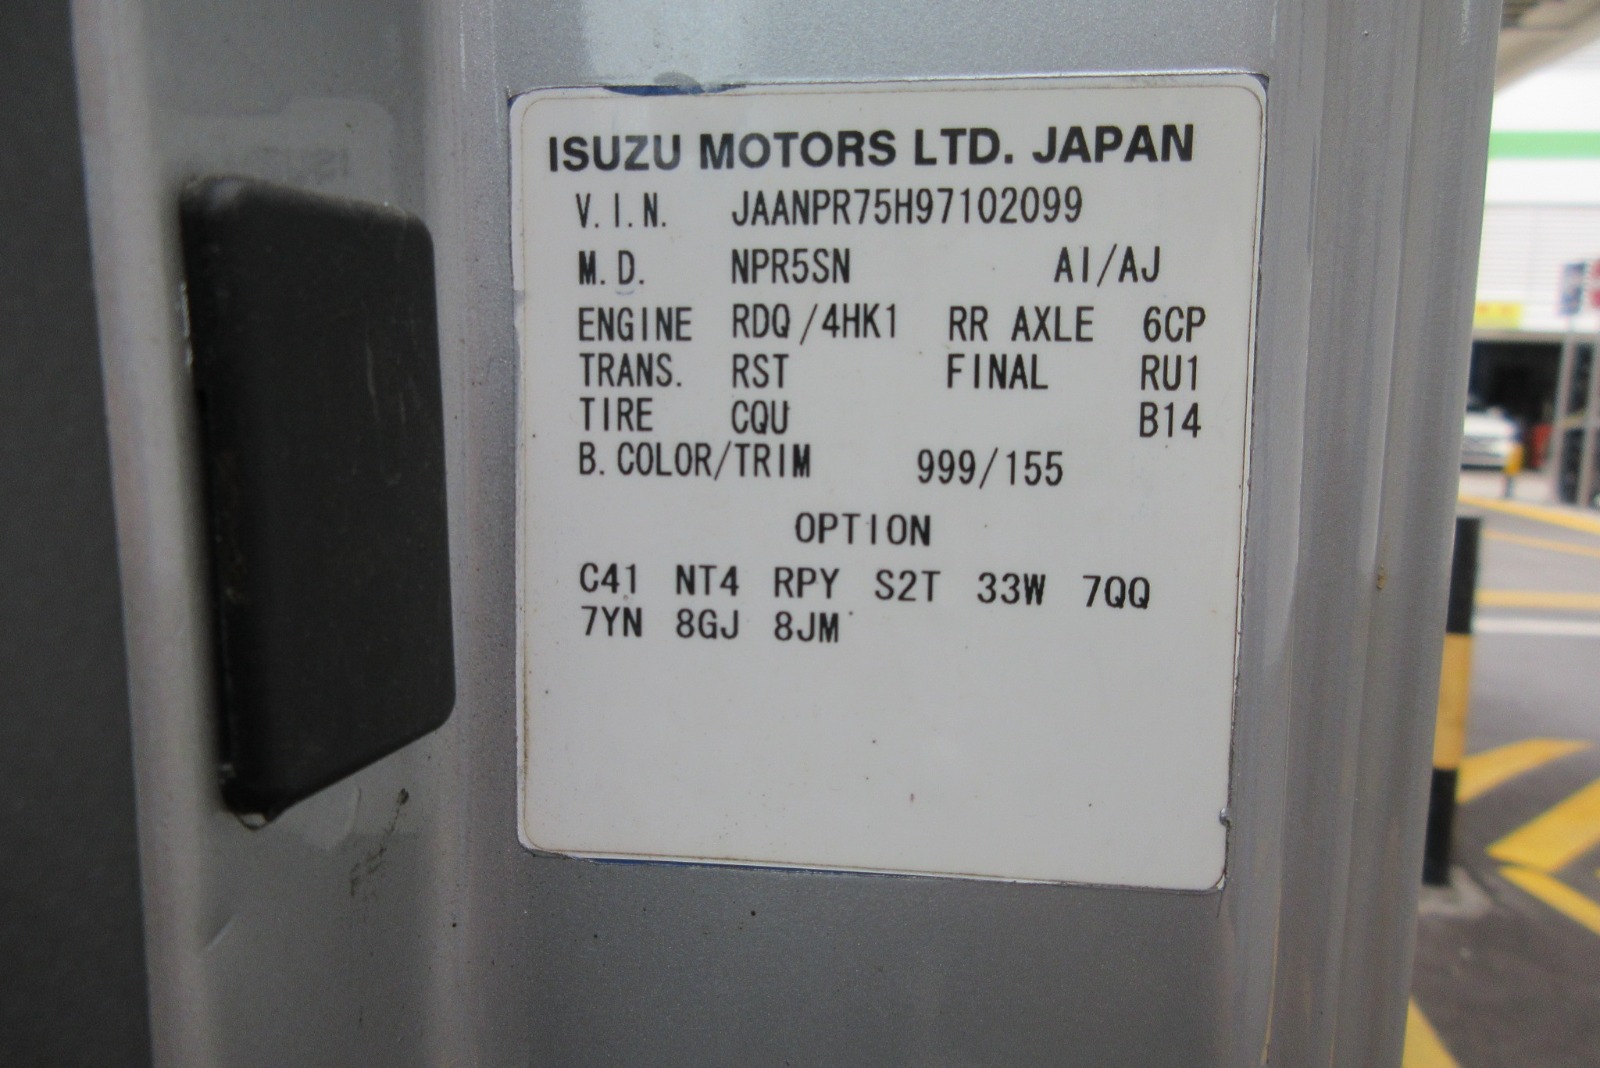 ISUZU MOTORS LTD. JAPAN
V.I.N. JAANPR75H97102099
M.D. NPR5SN AI/AJ
ENGINE RDQ/4HK1 RR AXLE 6CP
TRANS. RST FINAL RU1
TIRE CQU B14
B.COLOR/TRIM 999/155
OPTION
C41 NT4 RPY S2T 33W 7QQ
7YN 8GJ 8JM